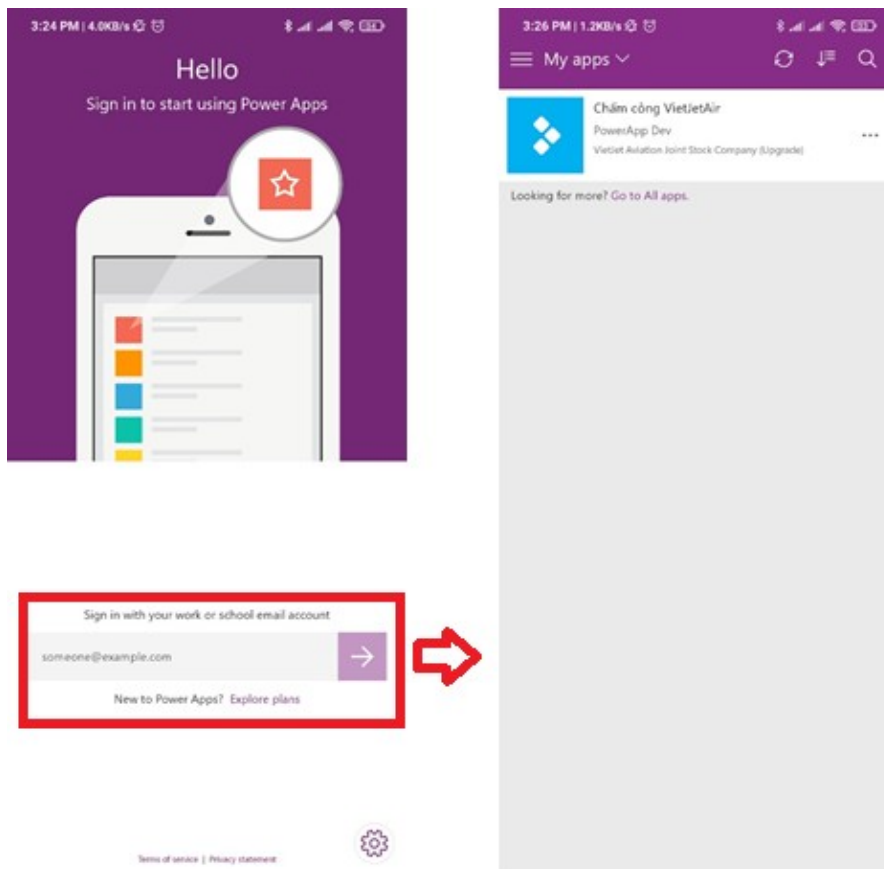 3:24 PM | 4.0KB/s
Hello
Sign in to start using Power Apps
Sign in with your work or school email account
someone@example.com
New to Power Apps? Explore plans
Terms of service | Privacy statement
3:26 PM | 1.2KB/s
My apps
Chấm công VietJetAir
PowerApp Dev
Vietjet Aviation Joint Stock Company (Upgrade)
Looking for more? Go to All apps.